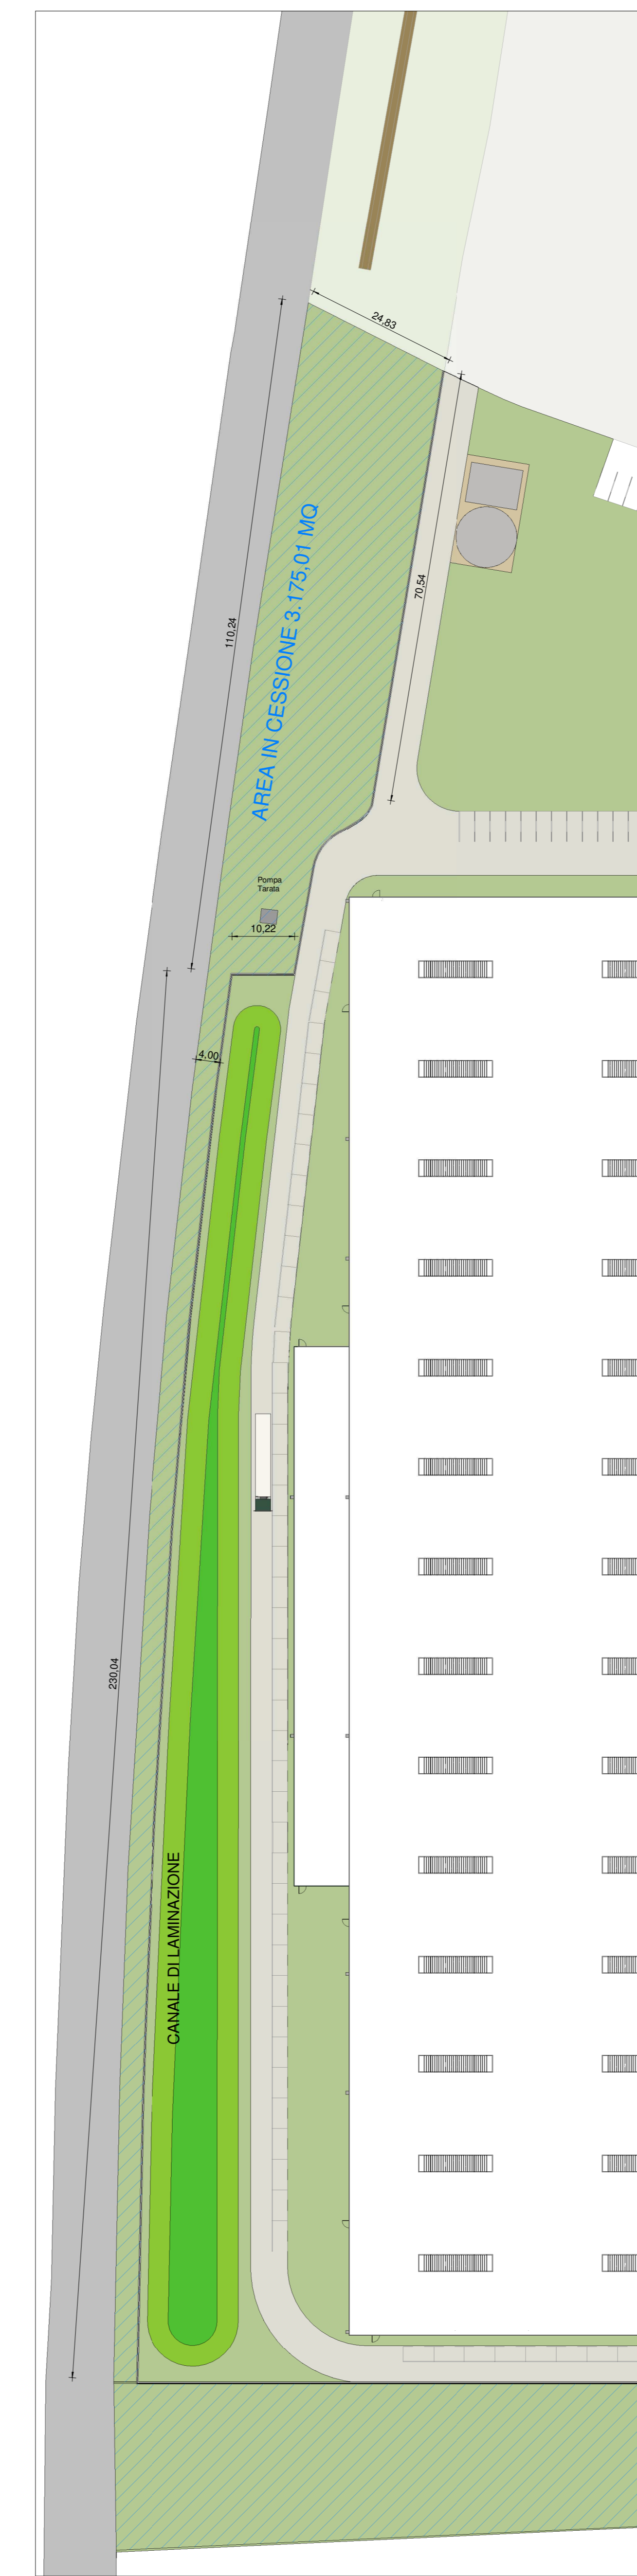 24,83
110,24
70,54
AREA IN CESSIONE 3.175,01 MQ
Pompa
Tarata
10,22
4,00
230,04
CANALE DI LAMINAZIONE